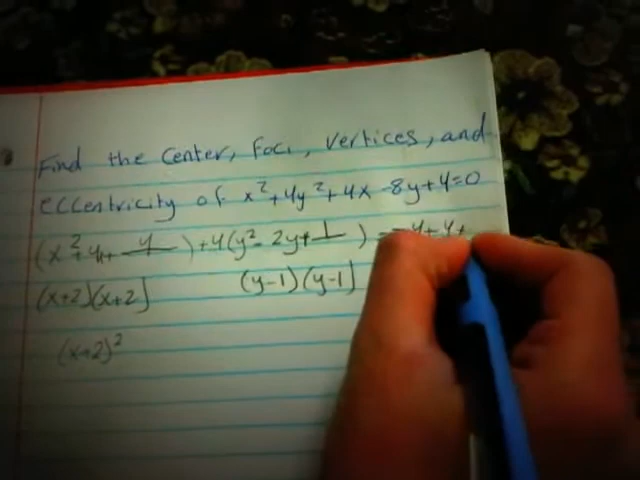 Find the Center, Foci, vertices, and
eccentricity of x²+4y²+4x-8y+4=0
(x²+4x+ 4 )+4(y²-2y+ 1 ) =-4+4+
(x+2)(x+2) (y-1)(y-1)
(x+2)²